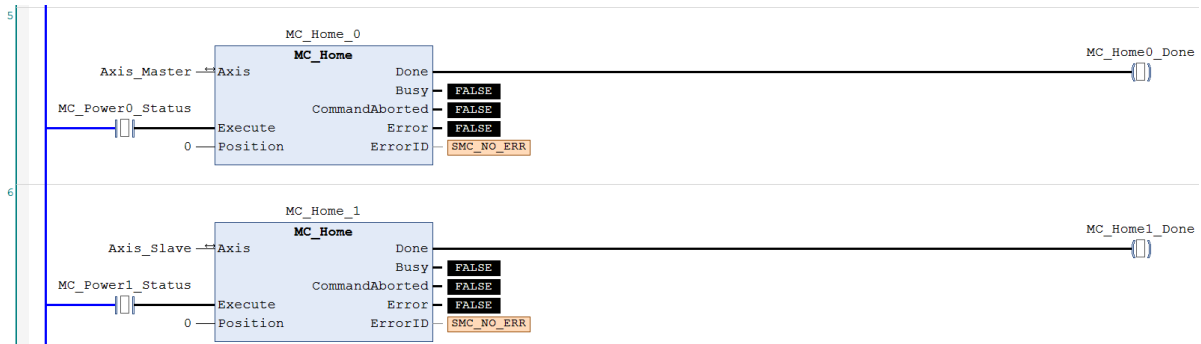 5
MC_Home_0
MC_Home
MC_Home0_Done
Axis_Master Axis Done
Busy FALSE
MC_Power0_Status CommandAborted FALSE
Execute Error FALSE
0 Position ErrorID SMC_NO_ERR
6
MC_Home_1
MC_Home
MC_Home1_Done
Axis_Slave Axis Done
Busy FALSE
MC_Power1_Status CommandAborted FALSE
Execute Error FALSE
0 Position ErrorID SMC_NO_ERR